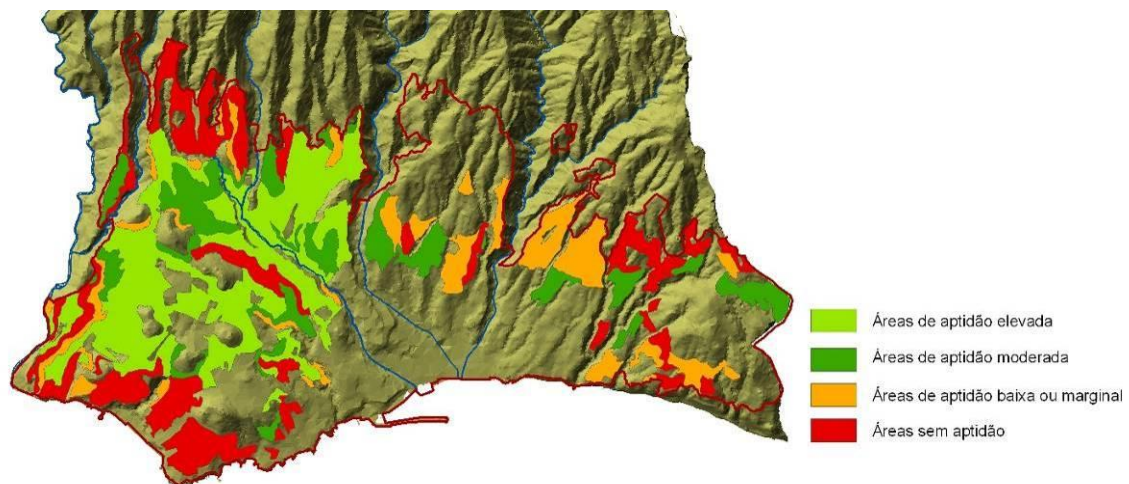 Áreas de aptidão elevada
Áreas de aptidão moderada
Áreas de aptidão baixa ou marginal
Áreas sem aptidão